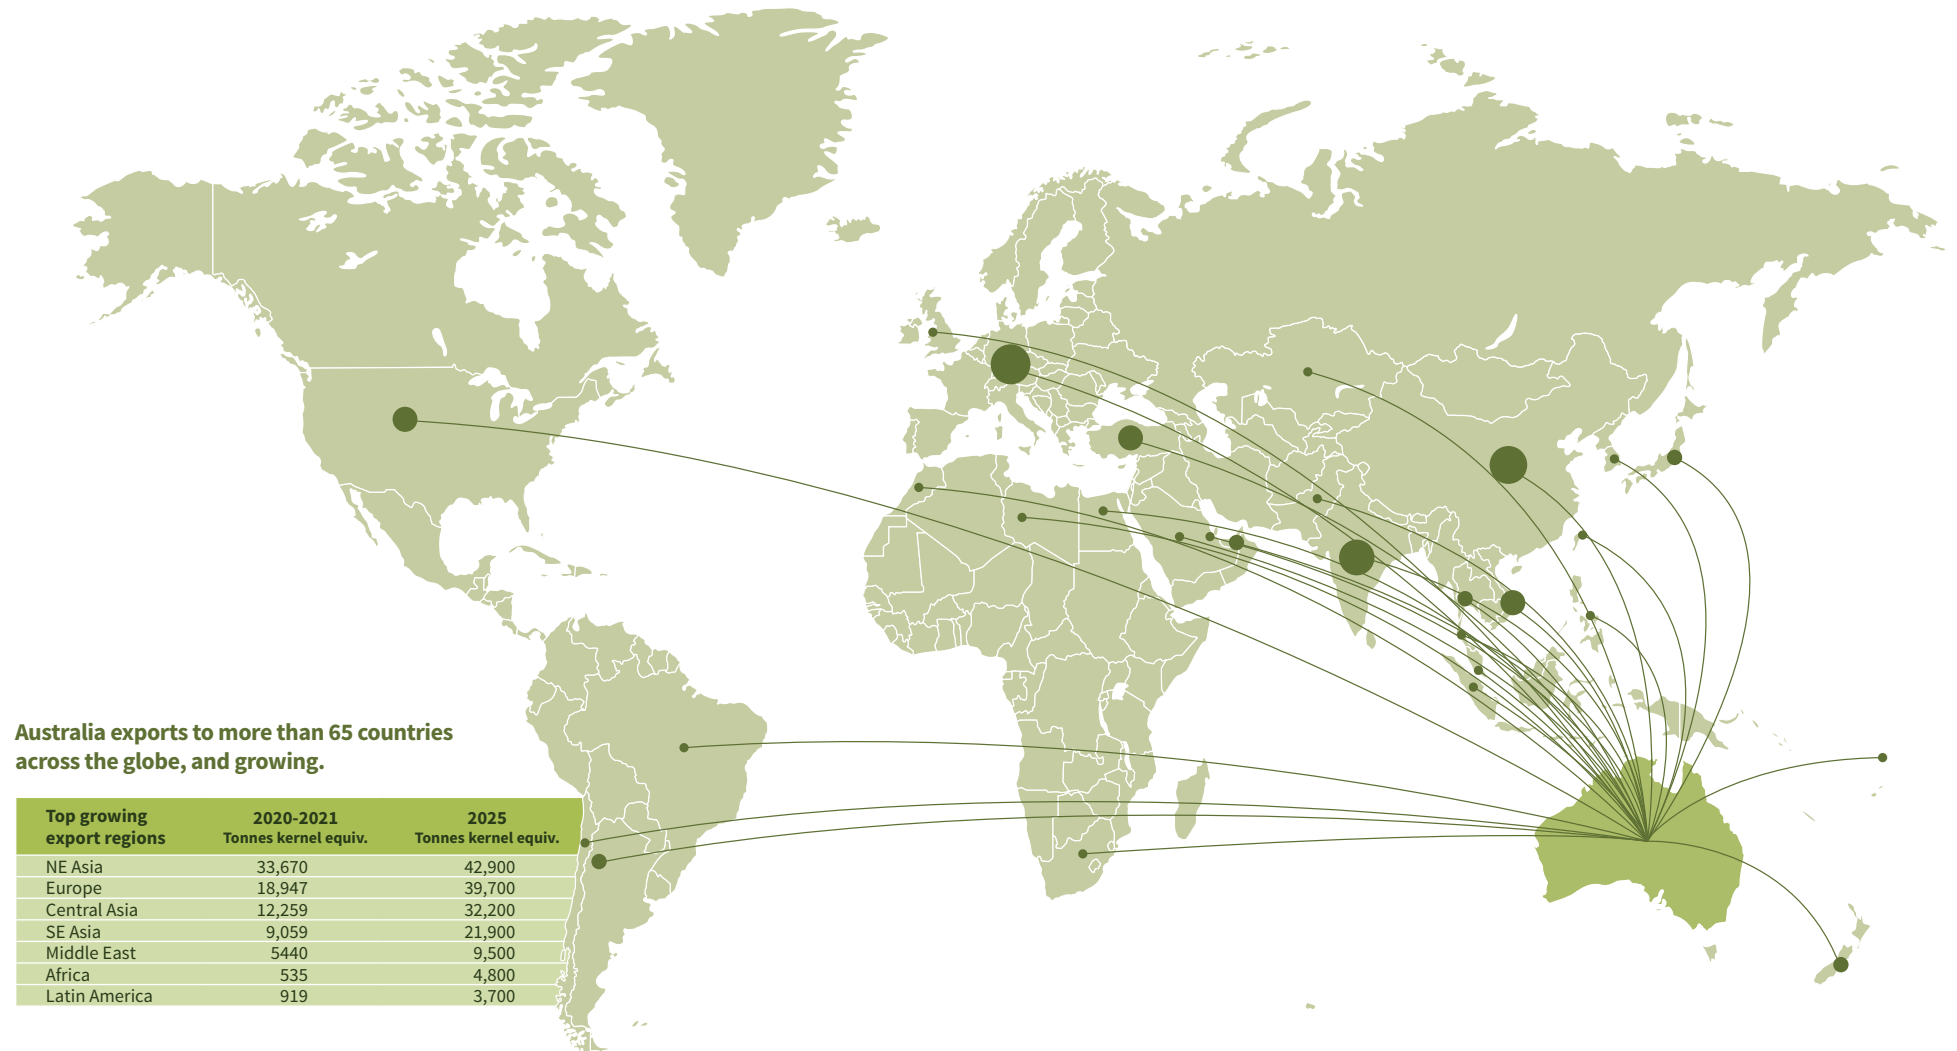 Australia exports to more than 65 countries
across the globe, and growing.
Top growing
export regions
2020-2021
Tonnes kernel equiv.
2025
Tonnes kernel equiv.
NE Asia 33,670 42,900
Europe 18,947 39,700
Central Asia 12,259 32,200
SE Asia 9,059 21,900
Middle East 5440 9,500
Africa 535 4,800
Latin America 919 3,700